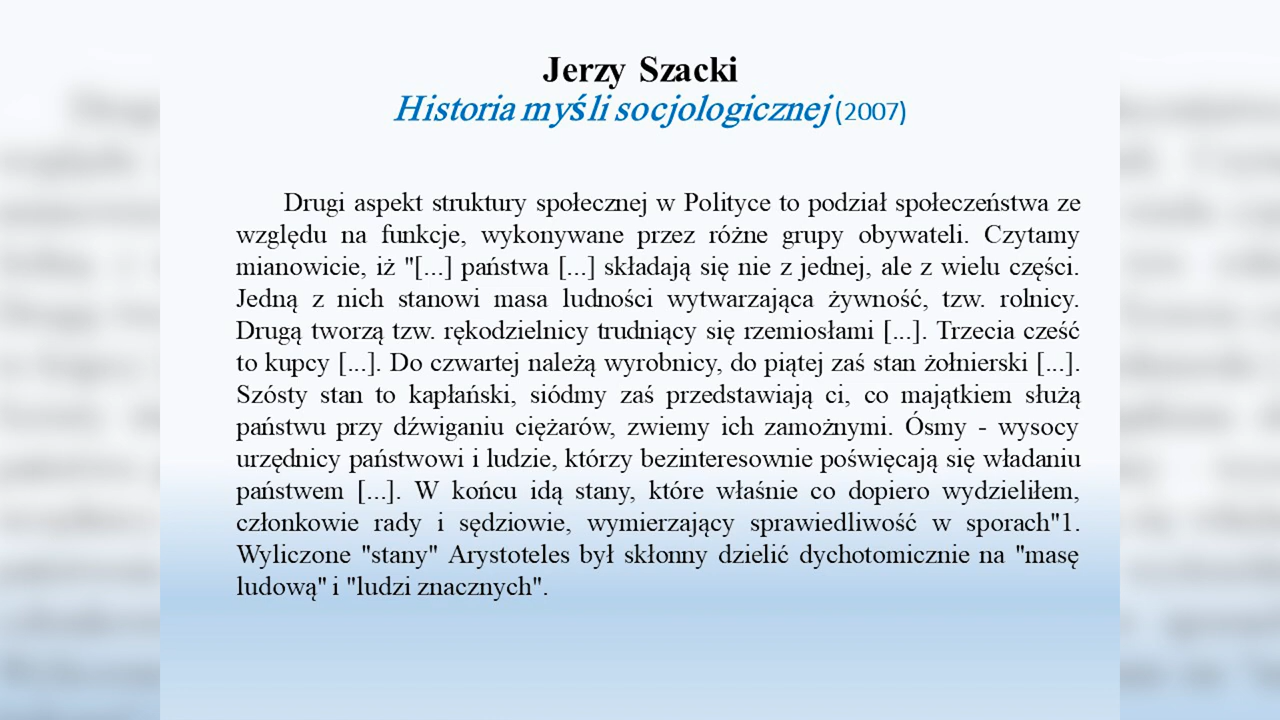 Jerzy Szacki
Historia myśli socjologicznej (2007)
Drugi aspekt struktury społecznej w Polityce to podział społeczeństwa ze
względu na funkcje, wykonywane przez różne grupy obywateli. Czytamy
mianowicie, iż "[...] państwa [...] składają się nie z jednej, ale z wielu części.
Jedną z nich stanowi masa ludności wytwarzająca żywność, tzw. rolnicy.
Drugą tworzą tzw. rękodzielnicy trudniący się rzemiosłami [...]. Trzecia cześć
to kupcy [...]. Do czwartej należą wyrobnicy, do piątej zaś stan żołnierski [...].
Szósty stan to kapłański, siódmy zaś przedstawiają ci, co majątkiem służą
państwu przy dźwiganiu ciężarów, zwiemy ich zamożnymi. Ósmy - wysocy
urzędnicy państwowi i ludzie, którzy bezinteresownie poświęcają się władaniu
państwem [...]. W końcu idą stany, które właśnie co dopiero wydzieliłem,
członkowie rady i sędziowie, wymierzający sprawiedliwość w sporach"1.
Wyliczone "stany" Arystoteles był skłonny dzielić dychotomicznie na "masę
ludową" i "ludzi znacznych".